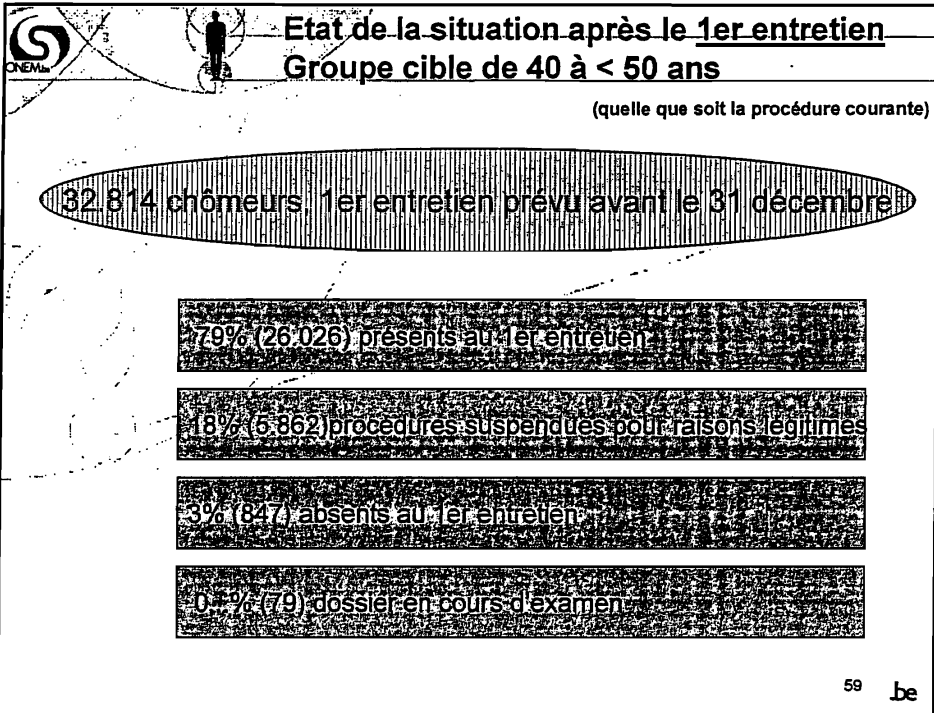 ONEM.be
Etat de la situation après le 1er entretien
Groupe cible de 40 à < 50 ans
(quelle que soit la procédure courante)
32.814 chômeurs, 1er entretien prévu avant le 31 décembre
79% (26.026) présents au 1er entretien
18% (5.862)procédures suspendues pour raisons légitimes
3% (847) absents au 1er entretien
0...% (79) dossier en cours d'examen
59
.be